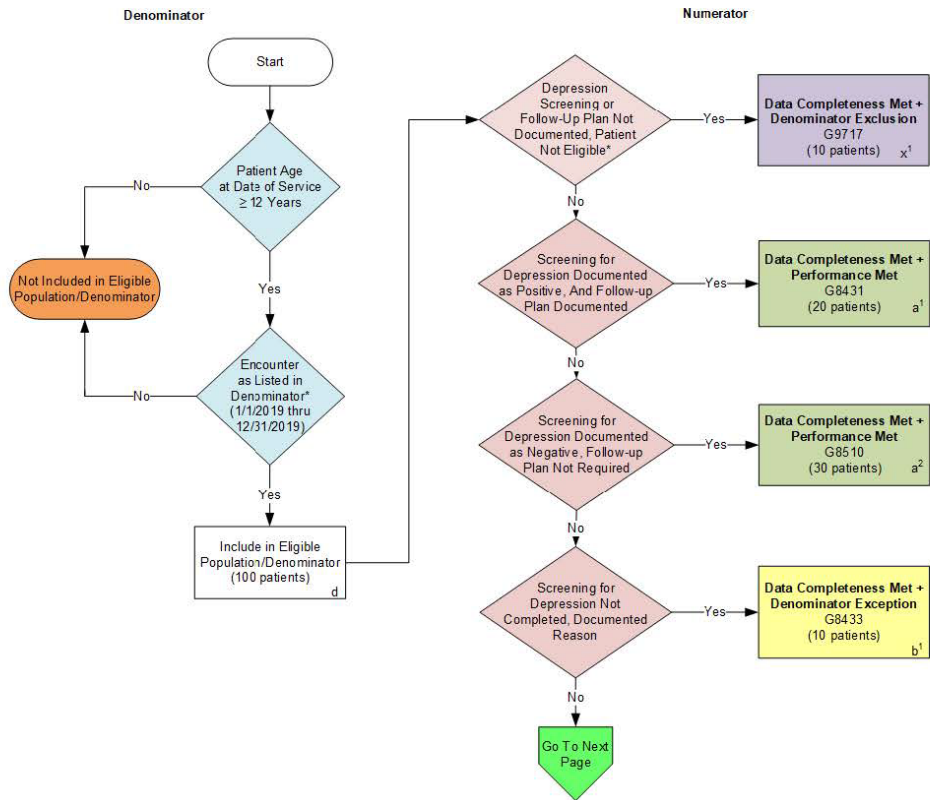 Denominator
Numerator
Start
Patient Age
at Date of Service
≥ 12 Years
No
Not Included in Eligible
Population/Denominator
Yes
Encounter
as Listed in
Denominator*
(1/1/2019 thru
12/31/2019)
No
Yes
Include in Eligible
Population/Denominator
(100 patients)
d
Depression
Screening or
Follow-Up Plan Not
Documented, Patient
Not Eligible*
Yes
Data Completeness Met +
Denominator Exclusion
G9717
(10 patients)
x¹
No
Screening for
Depression Documented
as Positive, And Follow-up
Plan Documented
Yes
Data Completeness Met +
Performance Met
G8431
(20 patients)
a¹
No
Screening for
Depression Documented
as Negative, Follow-up
Plan Not Required
Yes
Data Completeness Met +
Performance Met
G8510
(30 patients)
a²
No
Screening for
Depression Not
Completed, Documented
Reason
Yes
Data Completeness Met +
Denominator Exception
G8433
(10 patients)
b¹
No
Go To Next
Page